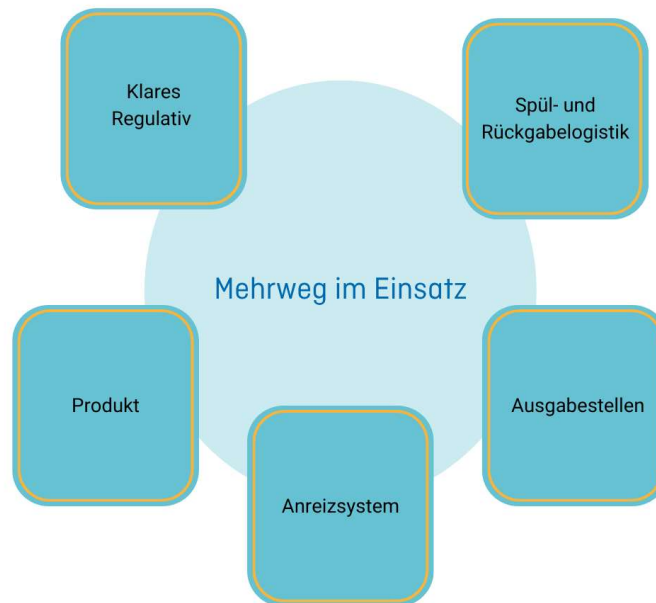 Klares
Regulativ
Spül- und
Rückgabelogistik
Mehrweg im Einsatz
Produkt
Ausgabestellen
Anreizsystem